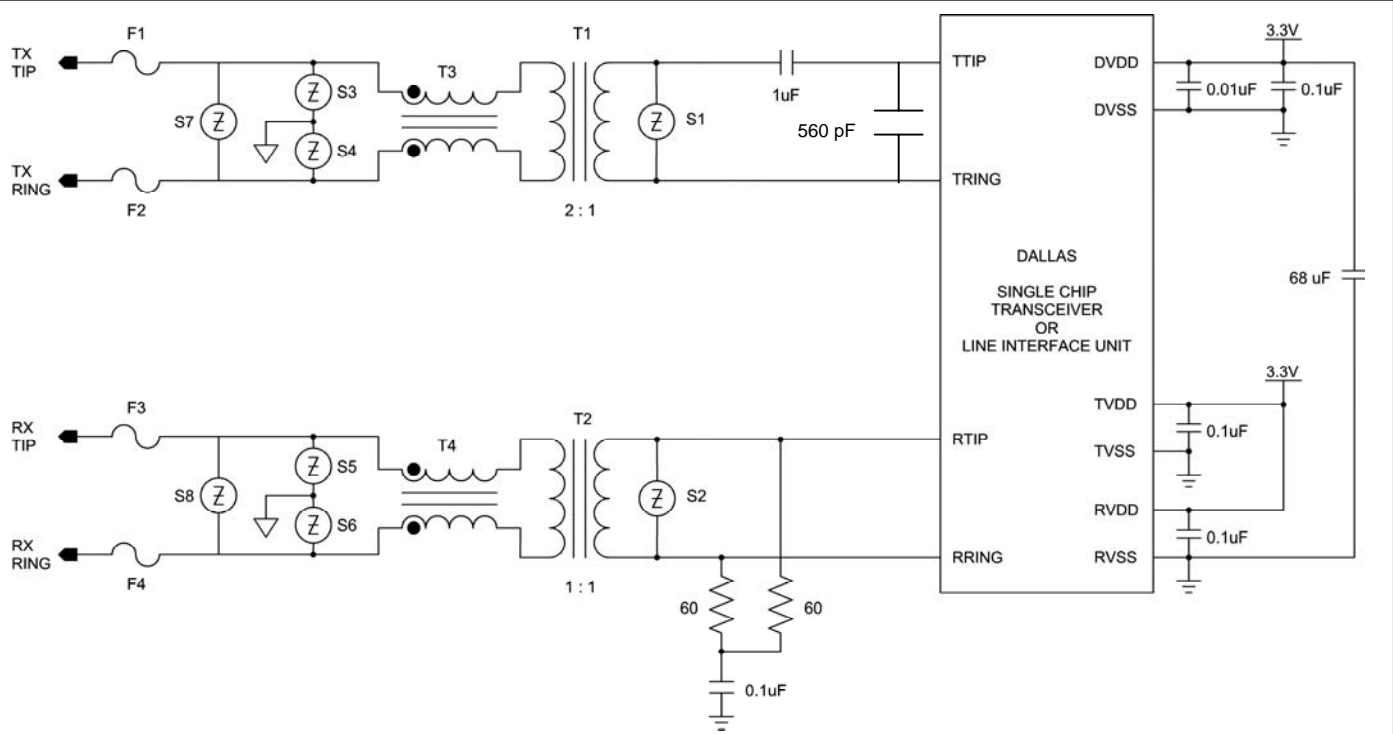 F1
T1
TX
TIP
T3
S3
S7
S4
TX
RING
F2
2 : 1
S1
1uF
560 pF
TTIP
TRING
DALLAS
SINGLE CHIP
TRANSCEIVER
OR
LINE INTERFACE UNIT
DVDD
DVSS
3.3V
0.01uF
0.1uF
68 uF
3.3V
TVDD
0.1uF
TVSS
RVDD
0.1uF
RVSS
F3
T2
RX
TIP
T4
S5
S8
S6
RX
RING
F4
1 : 1
S2
RTIP
RRING
60
60
0.1uF